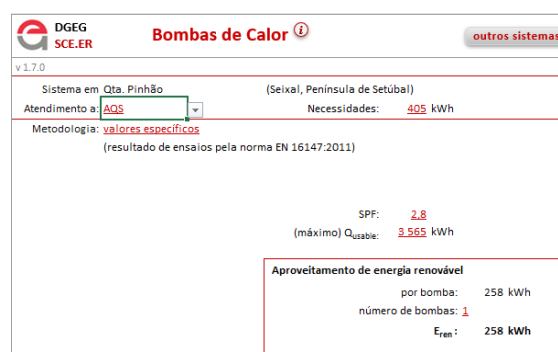 DGEG
SCE.ER
Bombas de Calor i
outros sistemas
v 1.7.0
Sistema em Qta. Pinhão (Seixal, Península de Setúbal)
Atendimento a: AQS Necessidades: 405 kWh
Metodologia: valores específicos
(resultado de ensaios pela norma EN 16147:2011)
SPF: 2,8
(máximo) Qusable: 3 565 kWh
Aproveitamento de energia renovável
por bomba: 258 kWh
número de bombas: 1
Eren : 258 kWh